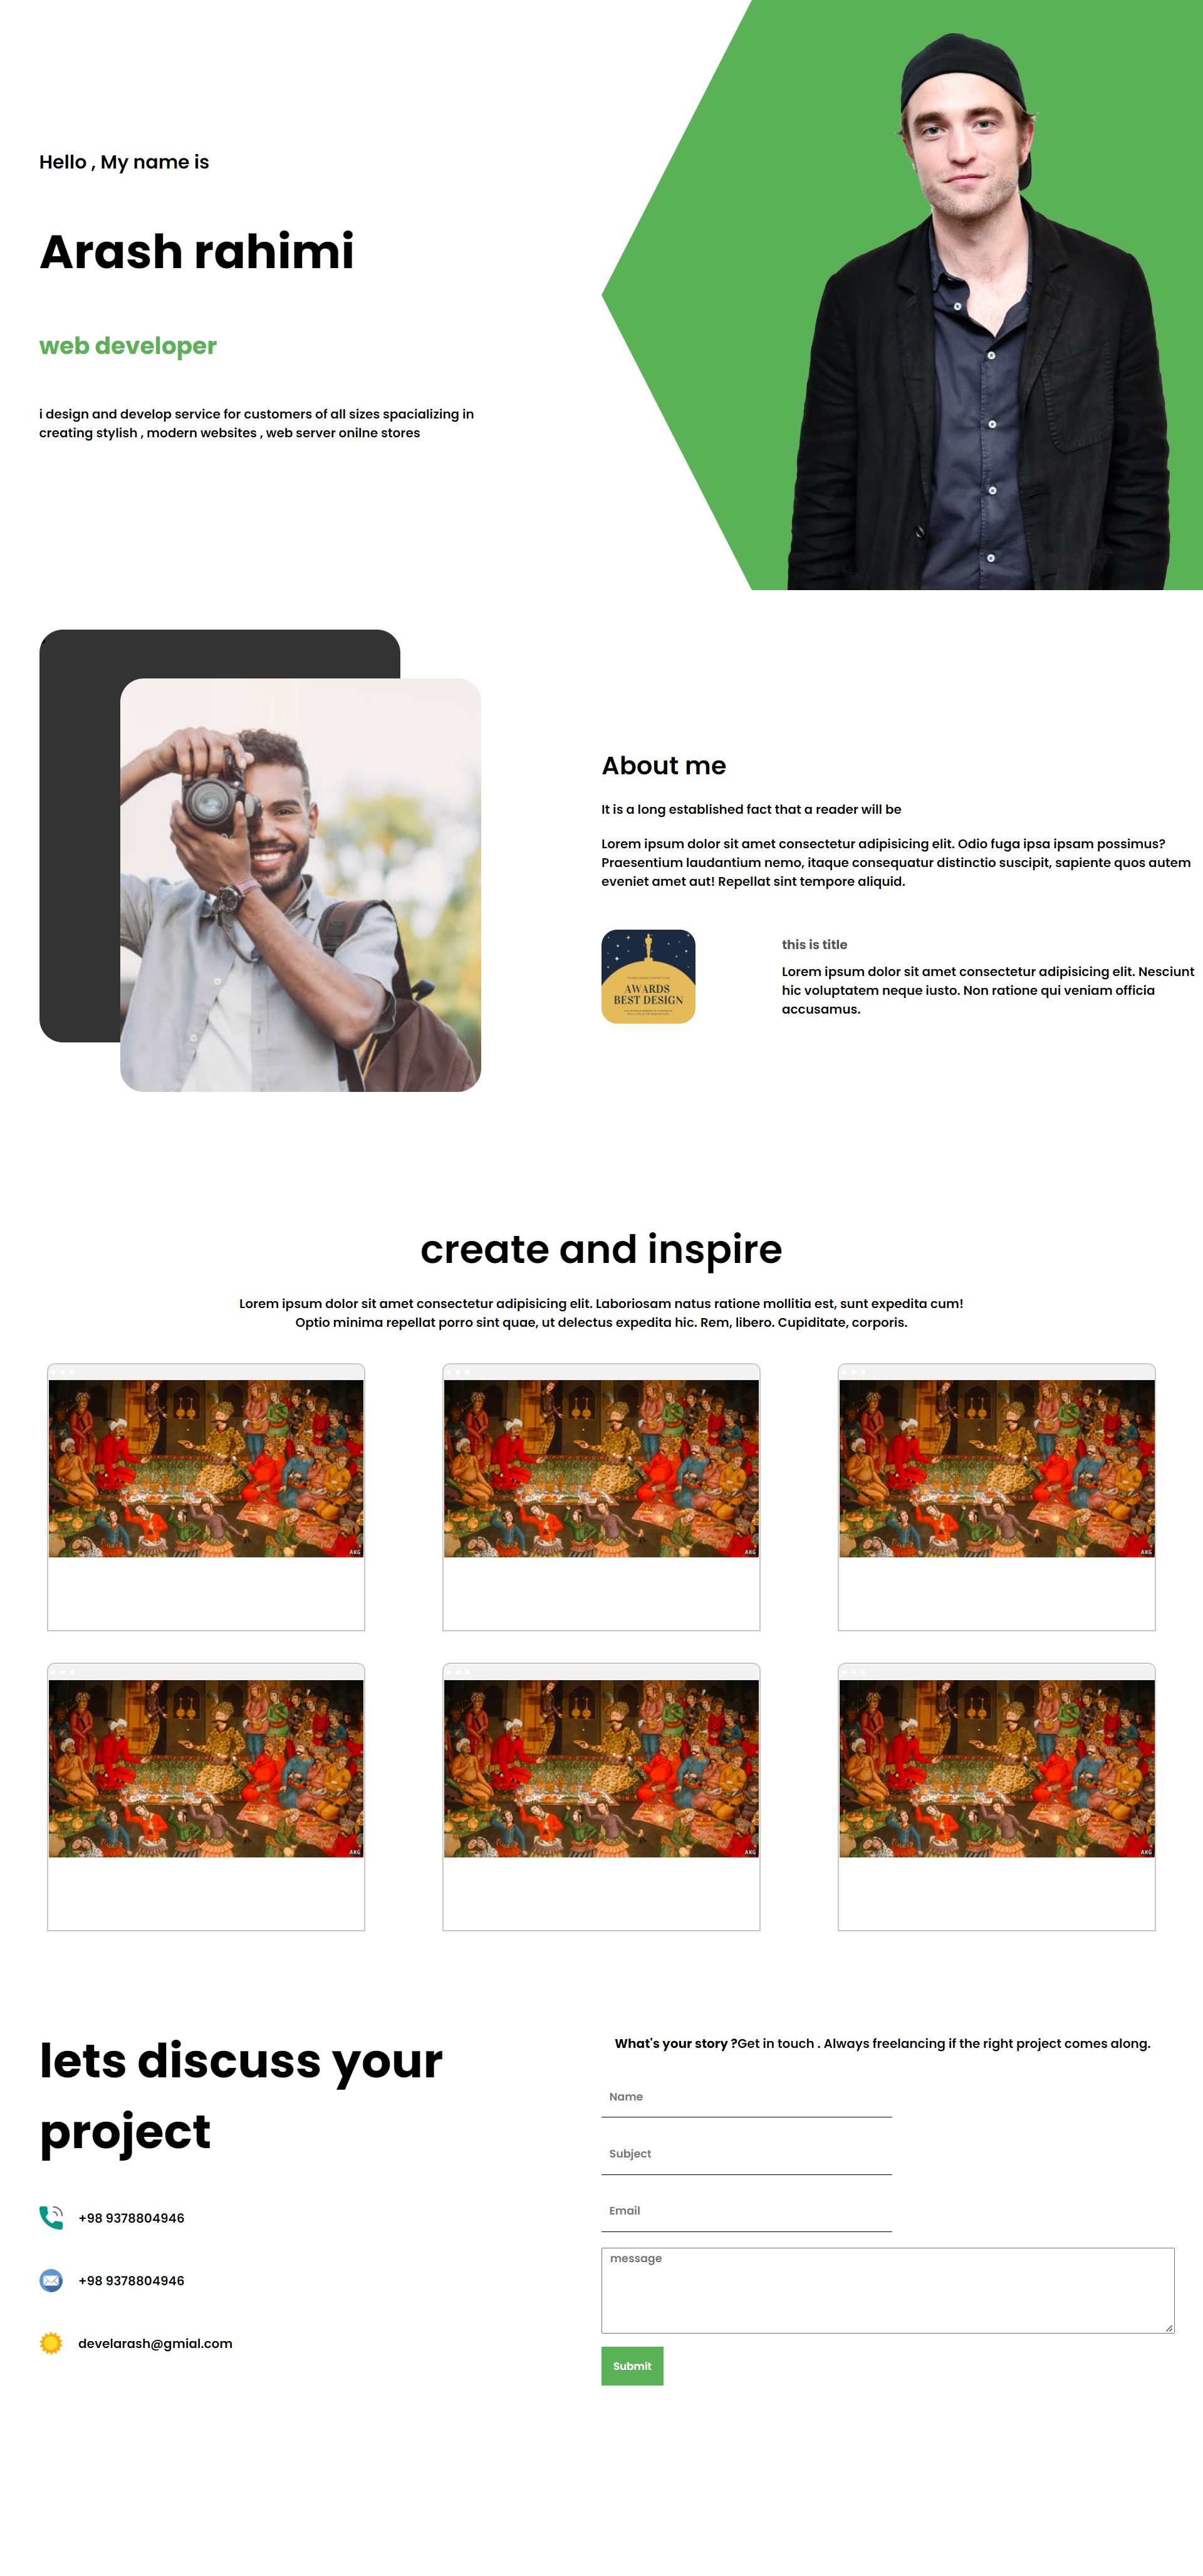 Hello , My name is
Arash rahimi
web developer
i design and develop service for customers of all sizes spacializing in
creating stylish , modern websites , web server onilne stores
About me
It is a long established fact that a reader will be
Lorem ipsum dolor sit amet consectetur adipisicing elit. Odio fuga ipsa ipsam possimus?
Praesentium laudantium nemo, itaque consequatur distinctio suscipit, sapiente quos autem
eveniet amet aut! Repellat sint tempore aliquid.
AWARDS
BEST DESIGN
this is title
Lorem ipsum dolor sit amet consectetur adipisicing elit. Nesciunt
hic voluptatem neque iusto. Non ratione qui veniam officia
accusamus.
create and inspire
Lorem ipsum dolor sit amet consectetur adipisicing elit. Laboriosam natus ratione mollitia est, sunt expedita cum!
Optio minima repellat porro sint quae, ut delectus expedita hic. Rem, libero. Cupiditate, corporis.
AKG
AKG
AKG
AKG
AKG
AKG
lets discuss your
project
+98 9378804946
+98 9378804946
develarash@gmial.com
What's your story ?Get in touch . Always freelancing if the right project comes along.
Name
Subject
Email
message
Submit